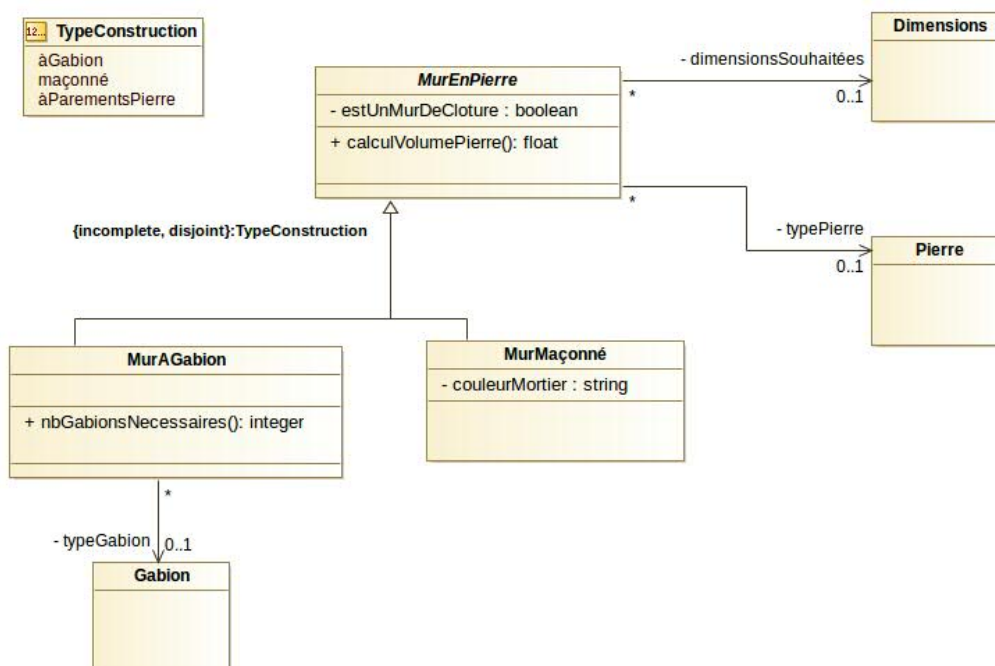 12... TypeConstruction
àGabion
maçonné
àParementsPierre
MurEnPierre
- estUnMurDeCloture : boolean
+ calculVolumePierre(): float
- dimensionsSouhaitées
*
0..1
Dimensions
*
- typePierre
0..1
Pierre
{incomplete, disjoint}:TypeConstruction
MurAGabion
+ nbGabionsNecessaires(): integer
MurMaçonné
- couleurMortier : string
*
- typeGabion
0..1
Gabion